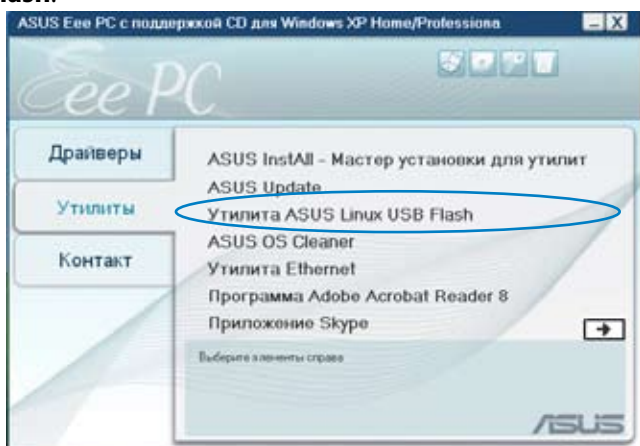 ASUS Eee PC с поддержкой CD для Windows XP Home/Professiona
Eee PC
Драйверы
Утилиты
Контакт
ASUS InstAll - Мастер установки для утилит
ASUS Update
Утилита ASUS Linux USB Flash
ASUS OS Cleaner
Утилита Ethernet
Программа Adobe Acrobat Reader 8
Приложение Skype
Выберите элементы справа
ASUS